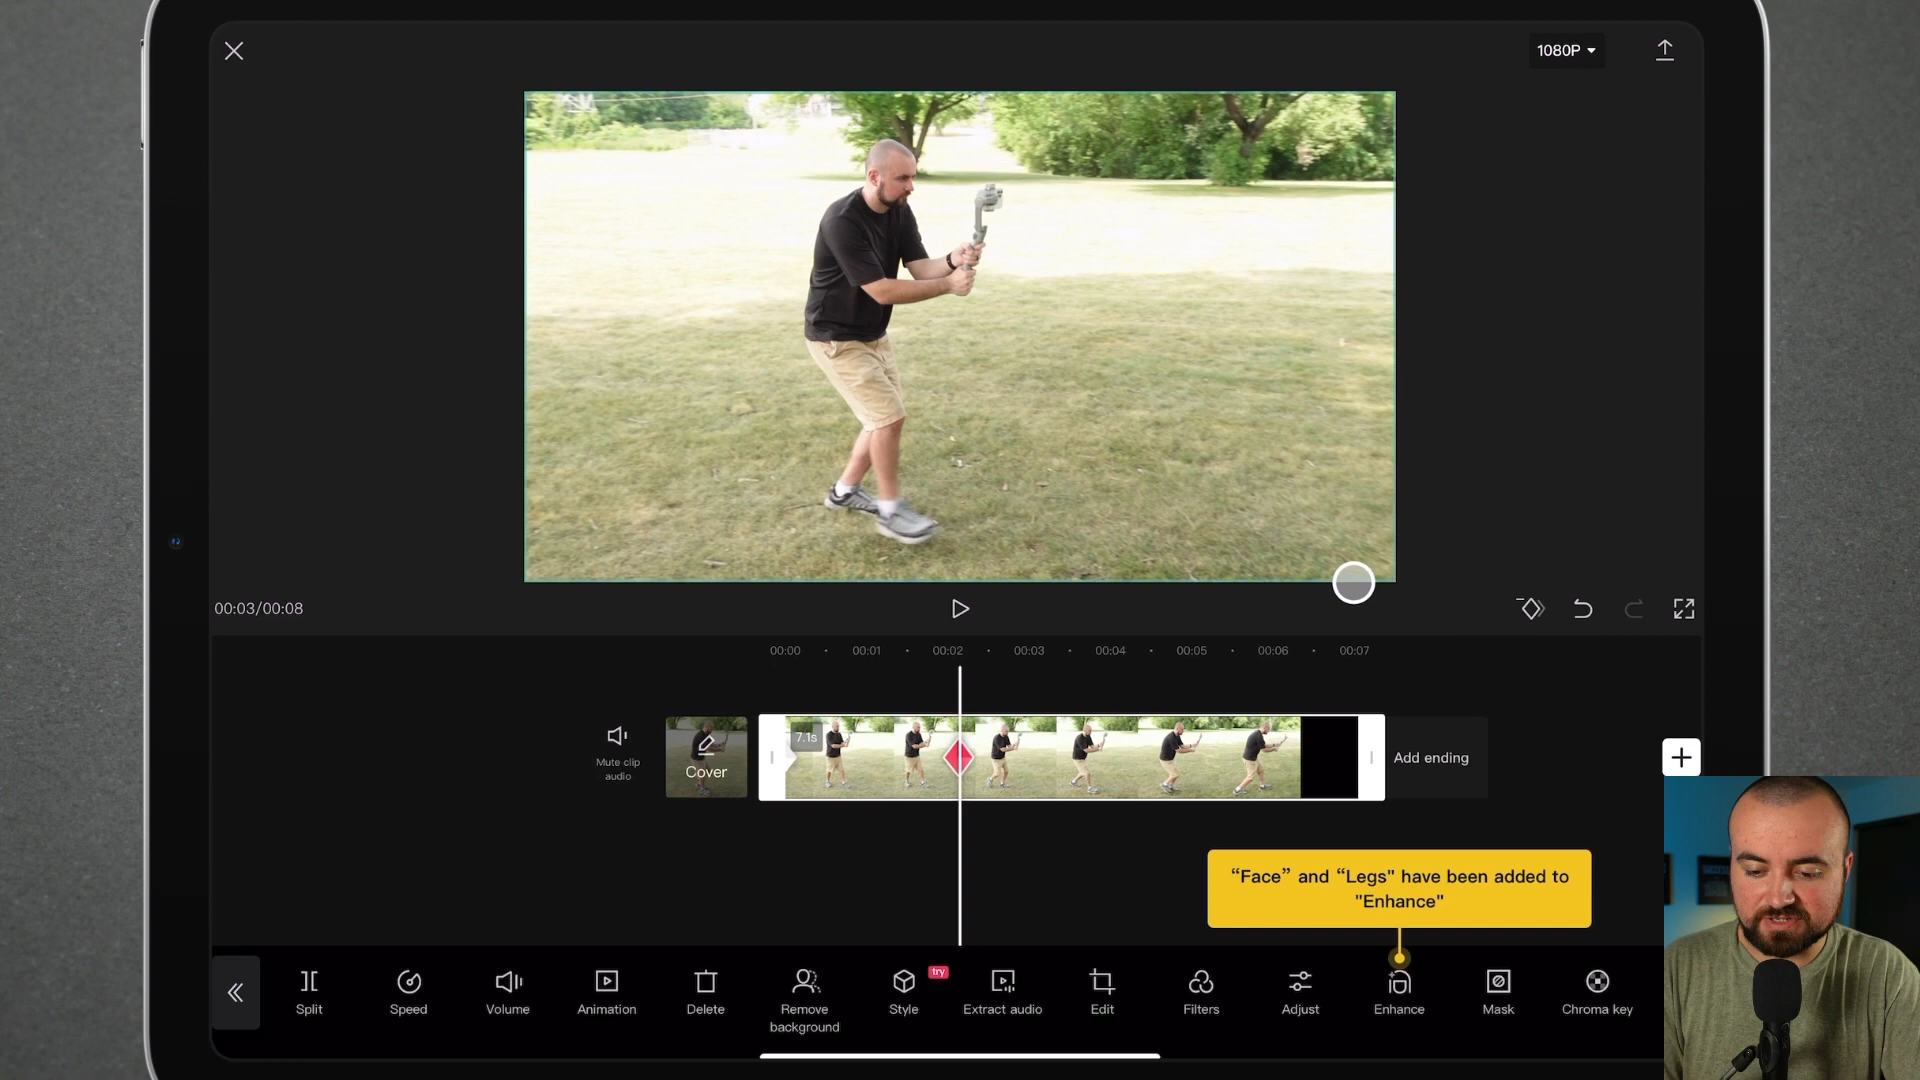 1080P
00:03/00:08
00:00
00:01
00:02
00:03
00:04
00:05
00:06
00:07
Mute clip
audio
Cover
7.1s
Add ending
“Face” and “Legs" have been added to
"Enhance"
Split
Speed
Volume
Animation
Delete
Remove
background
Style
try
Extract audio
Edit
Filters
Adjust
Enhance
Mask
Chroma key